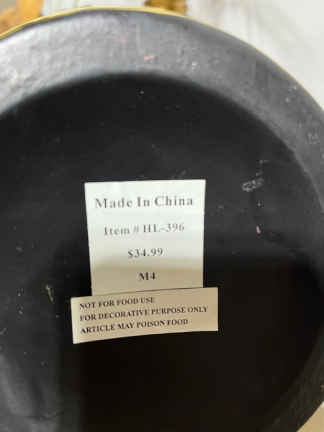 Made In China
Item # HL-396
$34.99
M4
NOT FOR FOOD USE
FOR DECORATIVE PURPOSE ONLY
ARTICLE MAY POISON FOOD